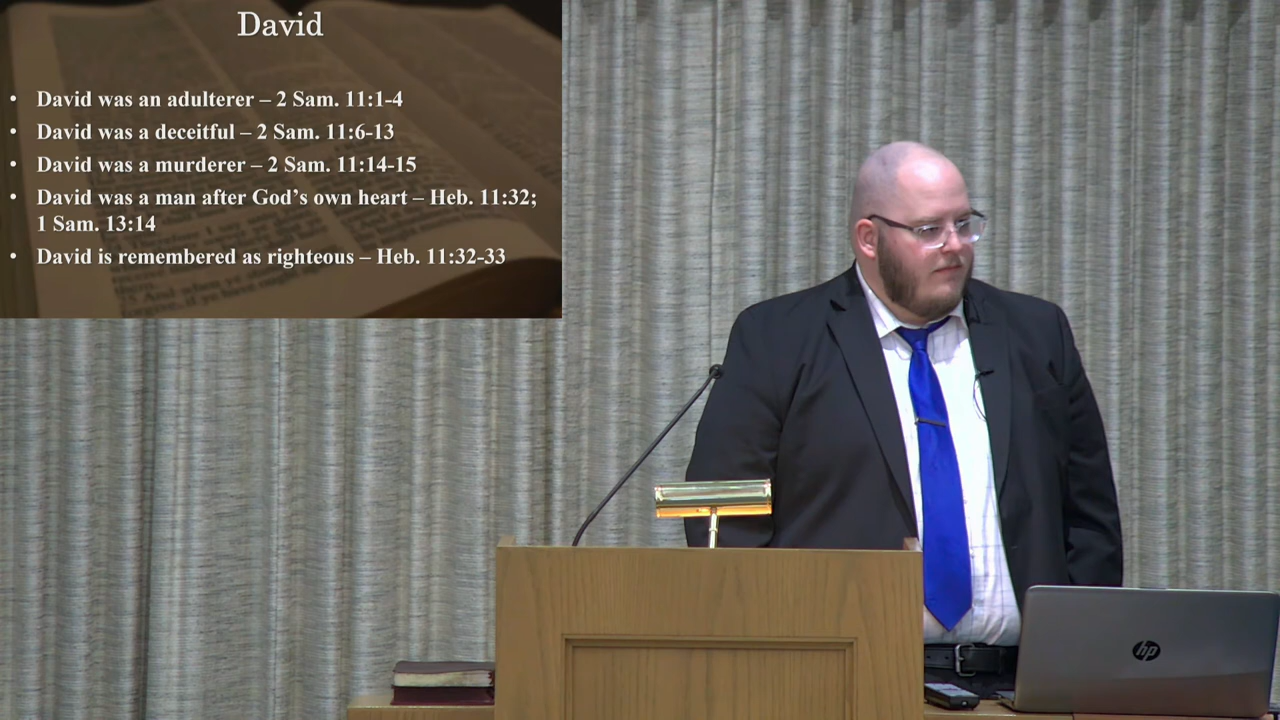 David
• David was an adulterer – 2 Sam. 11:1-4
• David was a deceitful – 2 Sam. 11:6-13
• David was a murderer – 2 Sam. 11:14-15
• David was a man after God's own heart – Heb. 11:32;
1 Sam. 13:14
• David is remembered as righteous – Heb. 11:32-33
hp